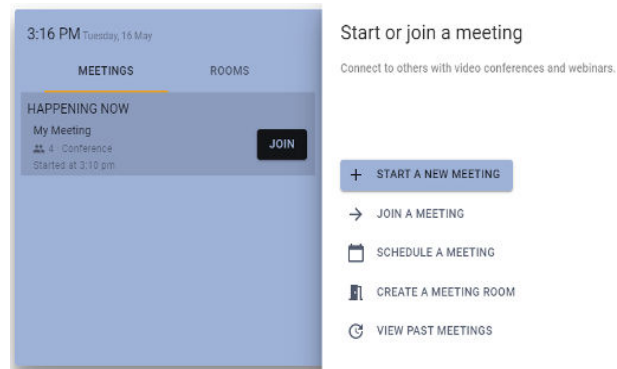 3:16 PM Tuesday, 16 May
MEETINGS ROOMS
HAPPENING NOW
My Meeting
4 · Conference
Started at 3:10 pm
JOIN
Start or join a meeting
Connect to others with video conferences and webinars.
START A NEW MEETING
JOIN A MEETING
SCHEDULE A MEETING
CREATE A MEETING ROOM
VIEW PAST MEETINGS